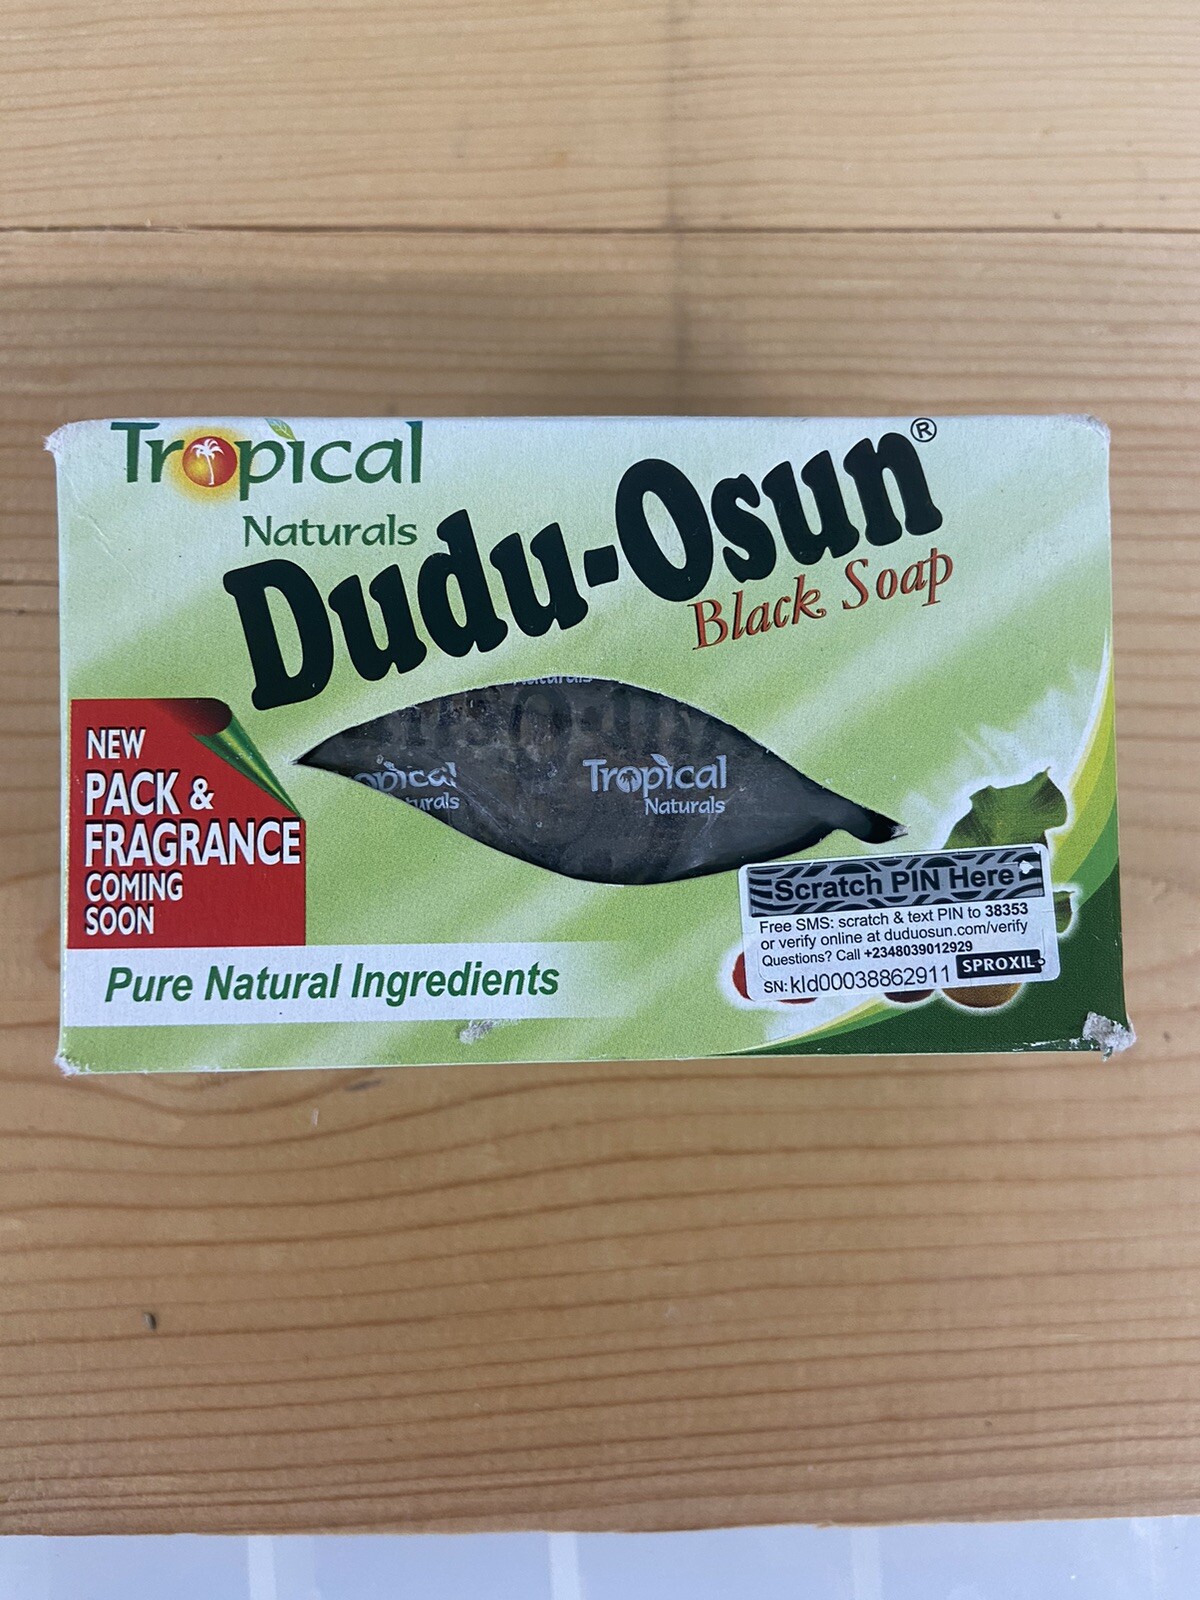 Tropical
Naturals
Dudu-Osun®
Black Soap
Naturals
Tropical
Naturals
NEW
PACK &
FRAGRANCE
COMING
SOON
Pure Natural Ingredients
Scratch PIN Here
Free SMS: scratch & text PIN to 38353
or verify online at duduosun.com/verify
Questions? Call +2348039012929
SN: kld00038862911 SPROXIL